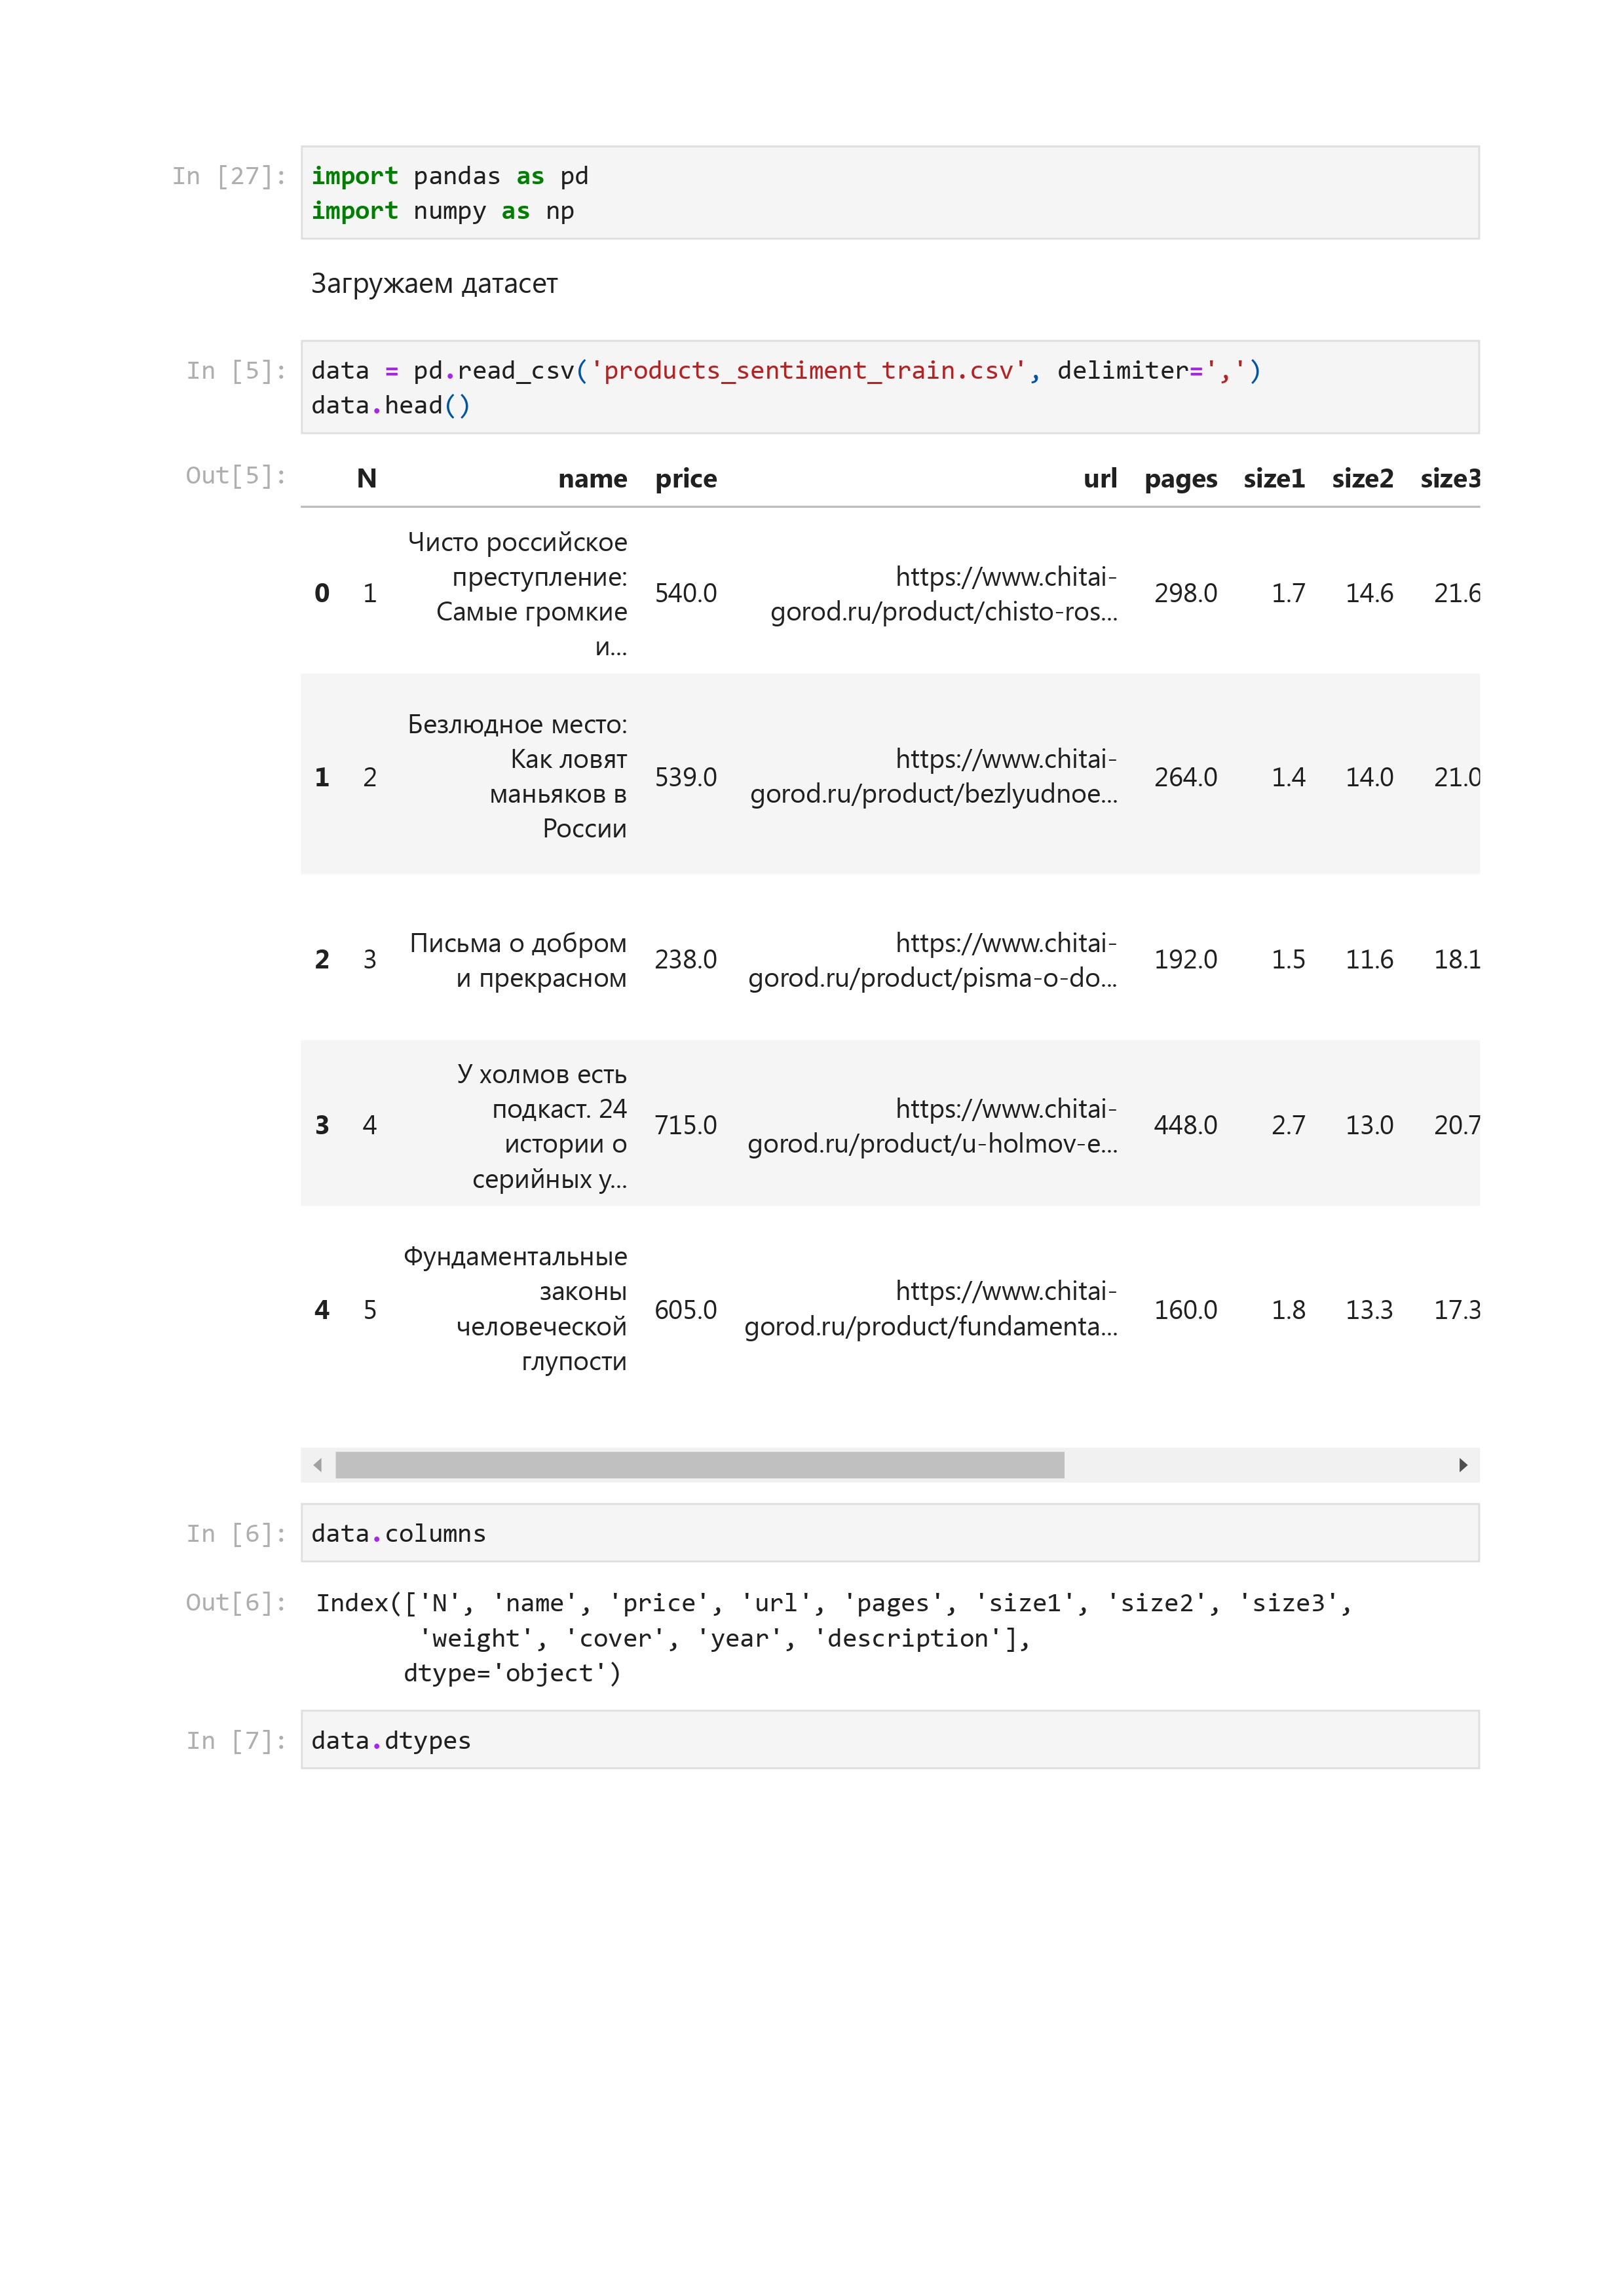 In [27]: import pandas as pd
import numpy as np
Загружаем датасет
In [5]: data = pd.read_csv('products_sentiment_train.csv', delimiter=',')
data.head()
Out[5]: N name price url pages size1 size2 size3
Чисто российское
преступление:
Самые громкие
и...
0 1 540.0 https://www.chitai-
gorod.ru/product/chisto-ros... 298.0 1.7 14.6 21.6
Безлюдное место:
Как ловят
маньяков в
России
1 2 539.0 https://www.chitai-
gorod.ru/product/bezlyudnoe... 264.0 1.4 14.0 21.0
Письма о добром
и прекрасном
2 3 238.0 https://www.chitai-
gorod.ru/product/pisma-o-do... 192.0 1.5 11.6 18.1
У холмов есть
подкаст. 24
истории о
серийных у...
3 4 715.0 https://www.chitai-
gorod.ru/product/u-holmov-e... 448.0 2.7 13.0 20.7
Фундаментальные
законы
человеческой
глупости
4 5 605.0 https://www.chitai-
gorod.ru/product/fundamenta... 160.0 1.8 13.3 17.3
In [6]: data.columns
Out[6]: Index(['N', 'name', 'price', 'url', 'pages', 'size1', 'size2', 'size3',
'weight', 'cover', 'year', 'description'],
dtype='object')
In [7]: data.dtypes